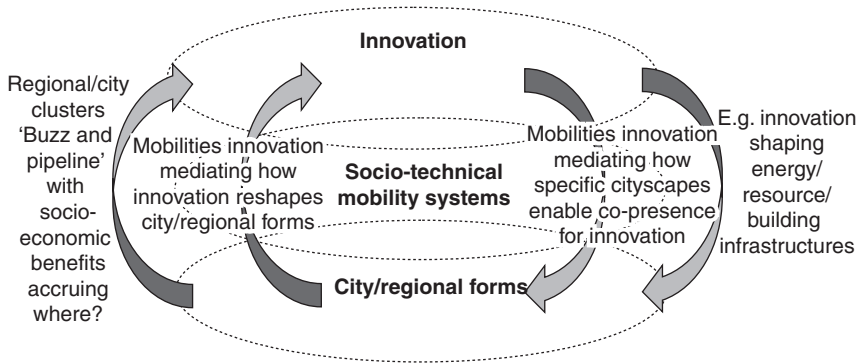 Innovation
Regional/city
clusters
‘Buzz and
pipeline’
with
socio-
economic
benefits
accruing
where?
Mobilities innovation
mediating how
innovation reshapes
city/regional forms
Socio-technical
mobility systems
Mobilities innovation
mediating how
specific cityscapes
enable co-presence
for innovation
E.g. innovation
shaping
energy/
resource/
building
infrastructures
City/regional forms